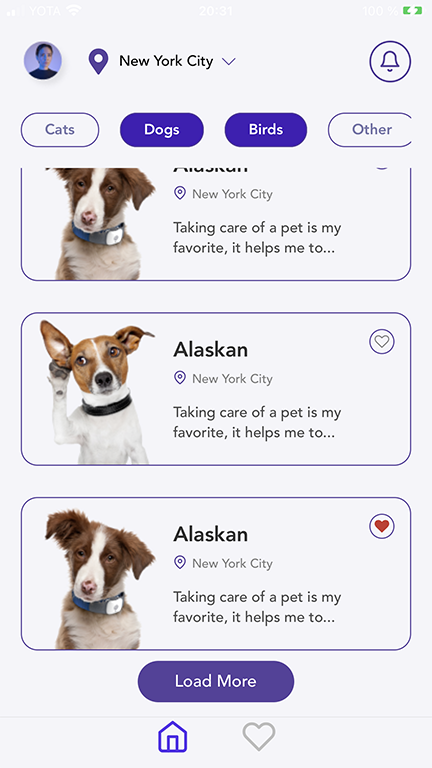 YOTA
20:31
100 %
New York City
Cats
Dogs
Birds
Other
Alaskan
New York City
Taking care of a pet is my
favorite, it helps me to...
Alaskan
New York City
Taking care of a pet is my
favorite, it helps me to...
Alaskan
New York City
Taking care of a pet is my
favorite, it helps me to...
Load More